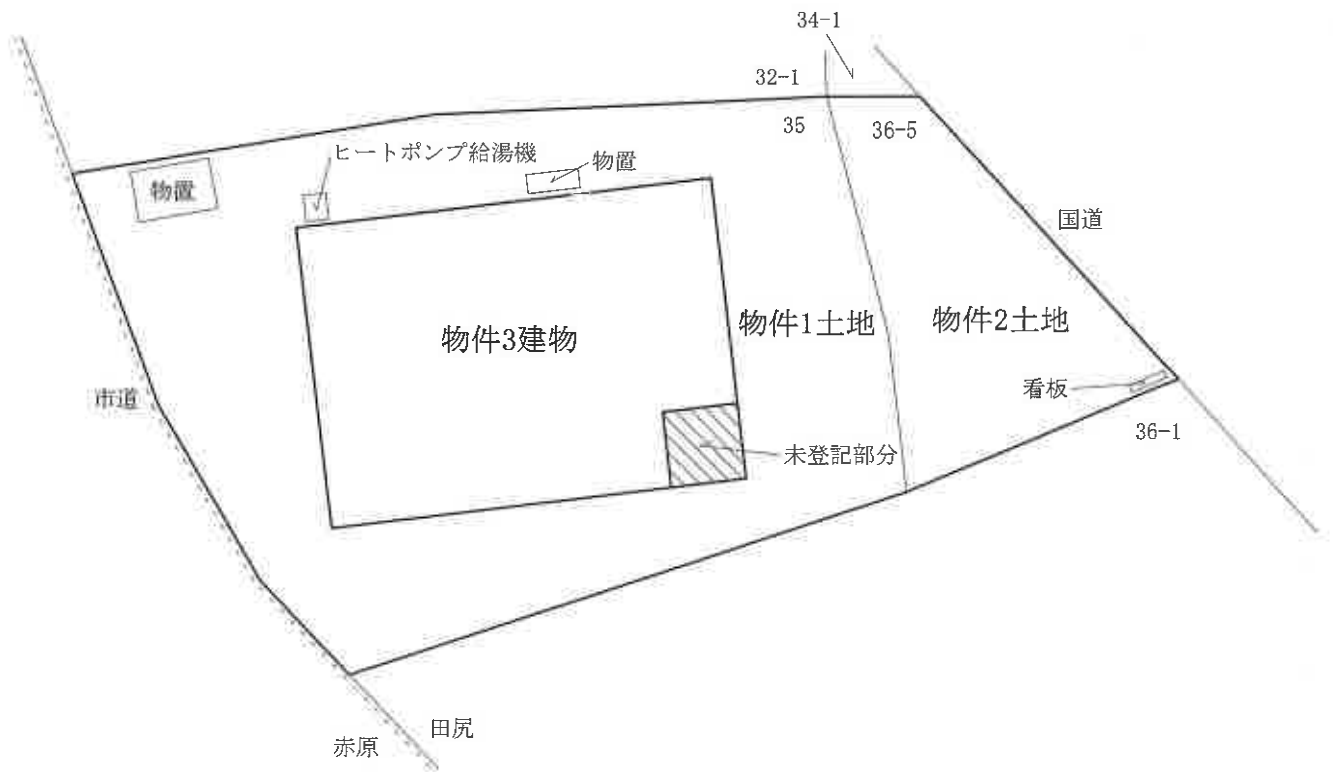 34-1
32-1
35
36-5
ヒートポンプ給湯機
物置
物置
国道
物件1土地
物件2土地
物件3建物
看板
市道
36-1
未登記部分
田尻
赤原